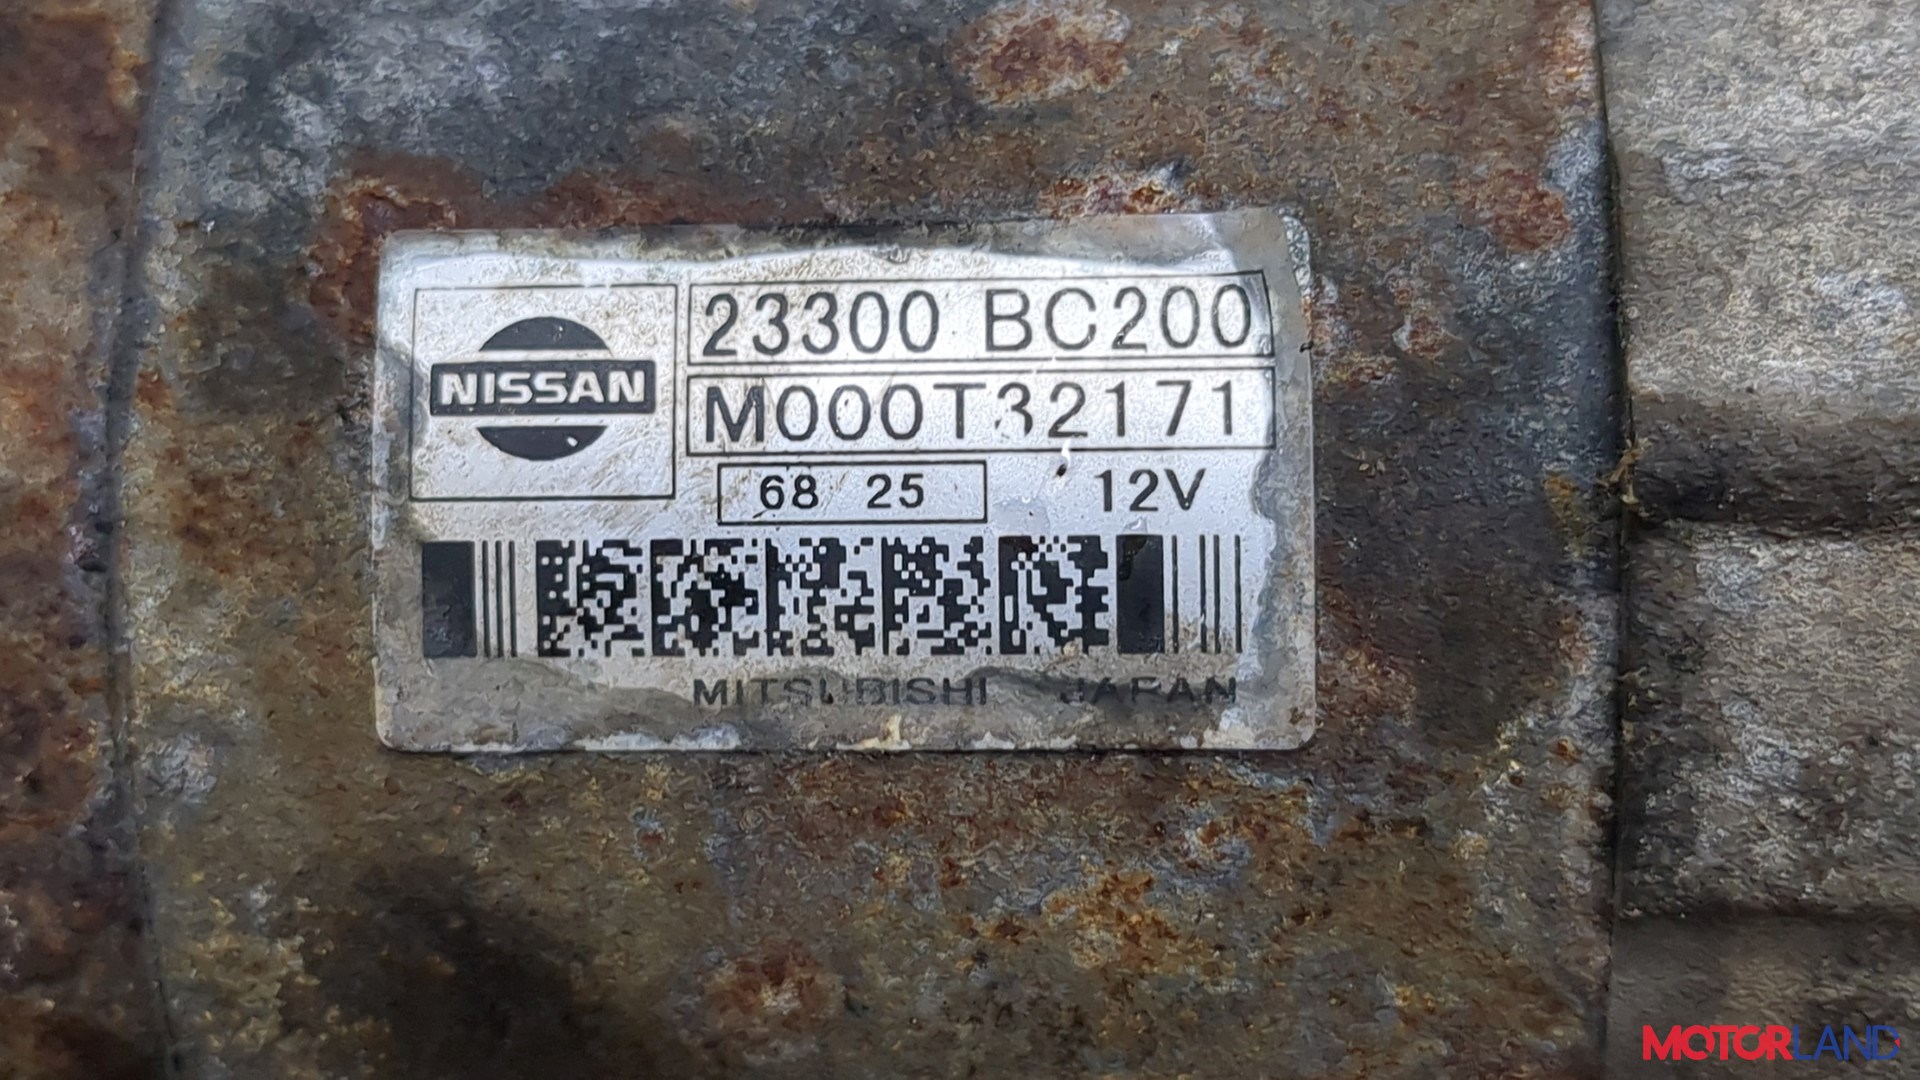 NISSAN
23300 BC200
M000T32171
68 25
12V
MITSUBISHI JAPAN
MOTORLAND